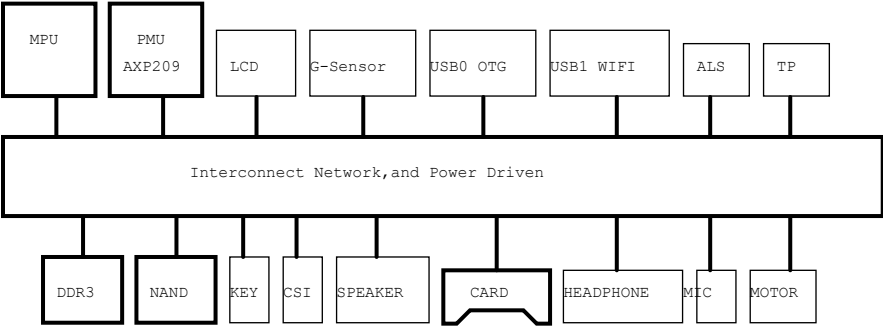 MPU
PMU
AXP209
LCD
G-Sensor
USB0 OTG
USB1 WIFI
ALS
TP
Interconnect Network,and Power Driven
DDR3
NAND
KEY
CSI
SPEAKER
CARD
HEADPHONE
MIC
MOTOR